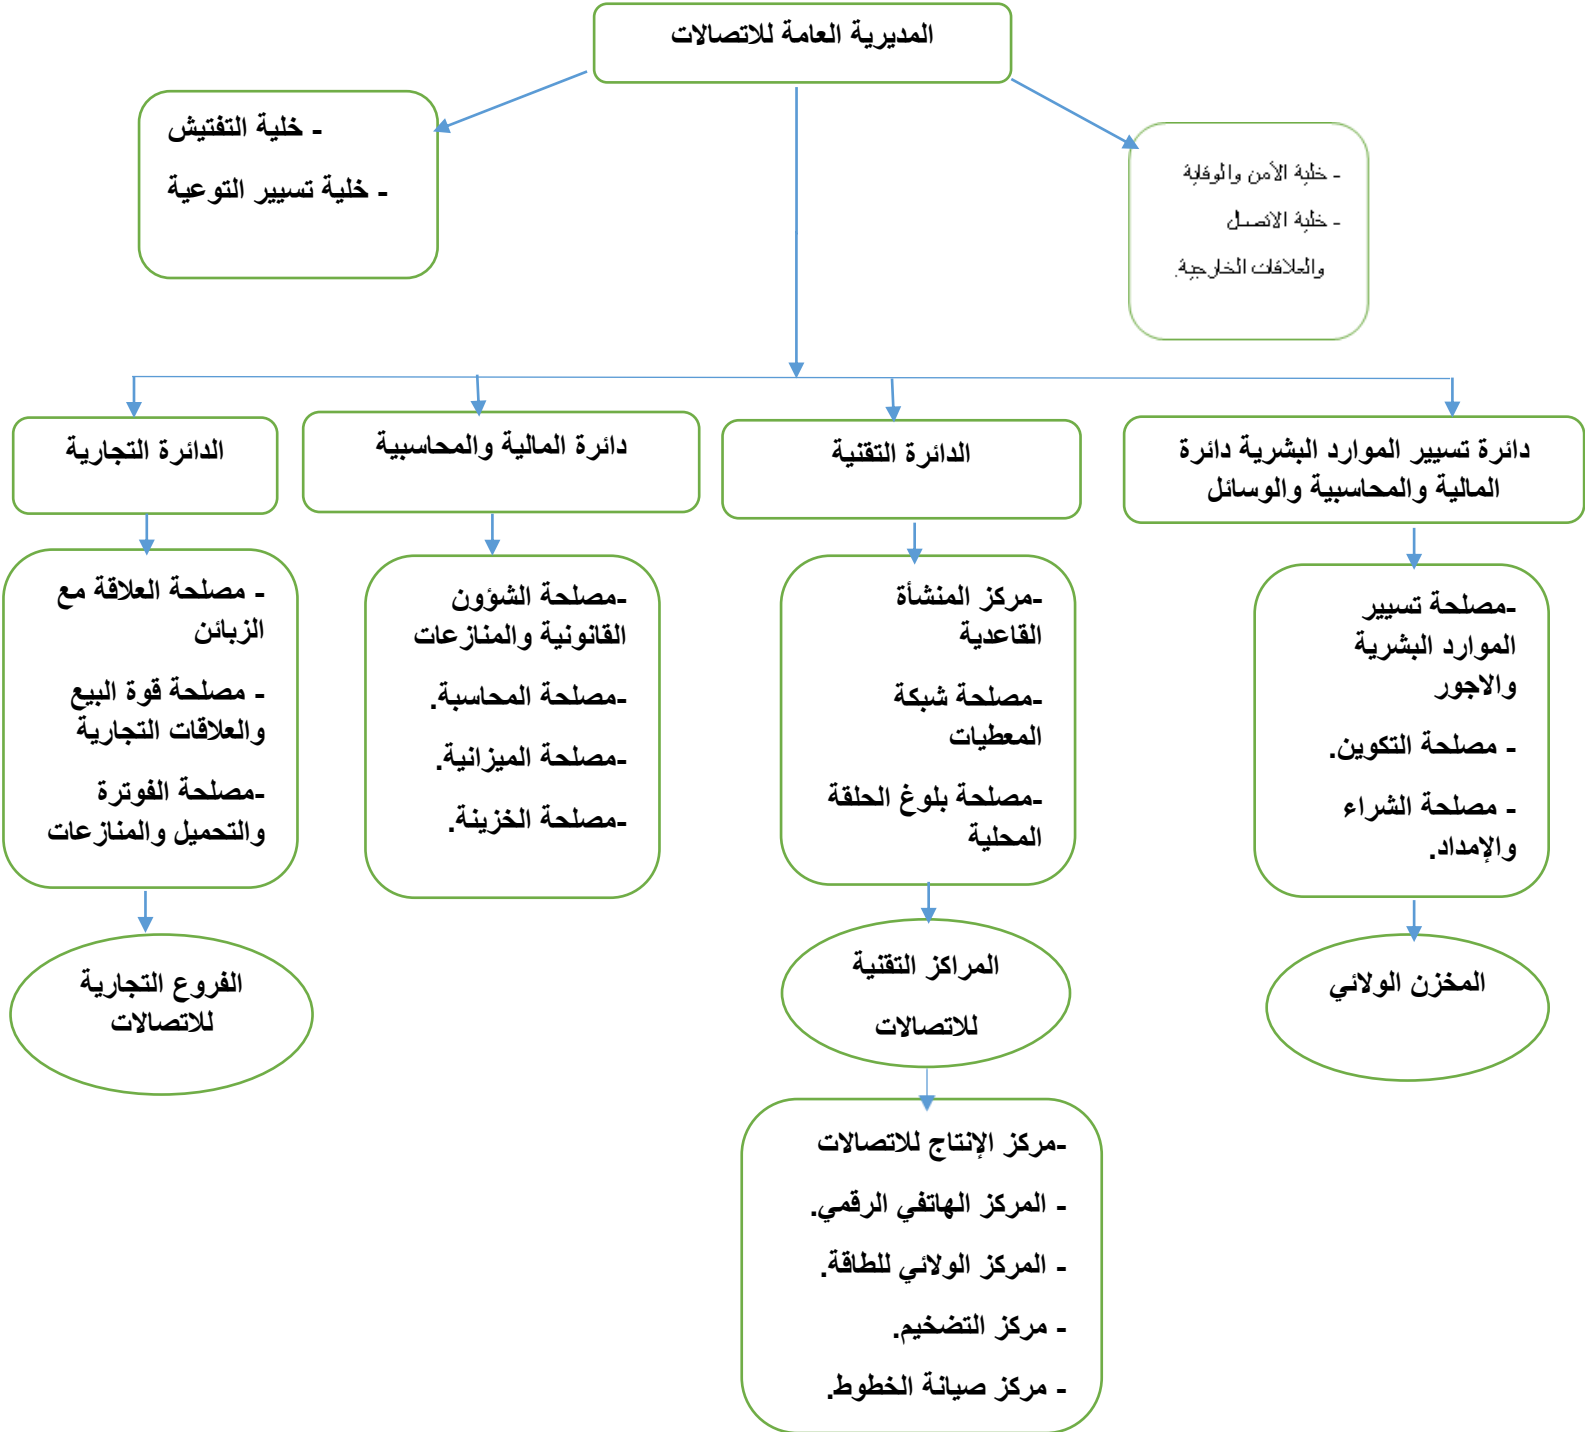 المديرية العامة للاتصالات
- خلية الأمن والوقاية
- خلية الاتصال
والعلاقات الخارجية.
- خلية التفتيش
- خلية تسيير التوعية
دائرة تسيير الموارد البشرية دائرة
المالية والمحاسبية والوسائل
الدائرة التقنية
دائرة المالية والمحاسبية
الدائرة التجارية
-مصلحة تسيير
الموارد البشرية
والاجور
- مصلحة التكوين.
- مصلحة الشراء
والإمداد.
-مركز المنشأة
القاعدية
-مصلحة شبكة
المعطيات
-مصلحة بلوغ الحلقة
المحلية
-مصلحة الشؤون
القانونية والمنازعات
-مصلحة المحاسبة.
-مصلحة الميزانية.
-مصلحة الخزينة.
- مصلحة العلاقة مع
الزبائن
- مصلحة قوة البيع
والعلاقات التجارية
-مصلحة الفوترة
والتحميل والمنازعات
المخزن الولائي
المراكز التقنية
للاتصالات
الفروع التجارية
للاتصالات
-مركز الإنتاج للاتصالات
- المركز الهاتفي الرقمي.
- المركز الولائي للطاقة.
- مركز التضخيم.
- مركز صيانة الخطوط.